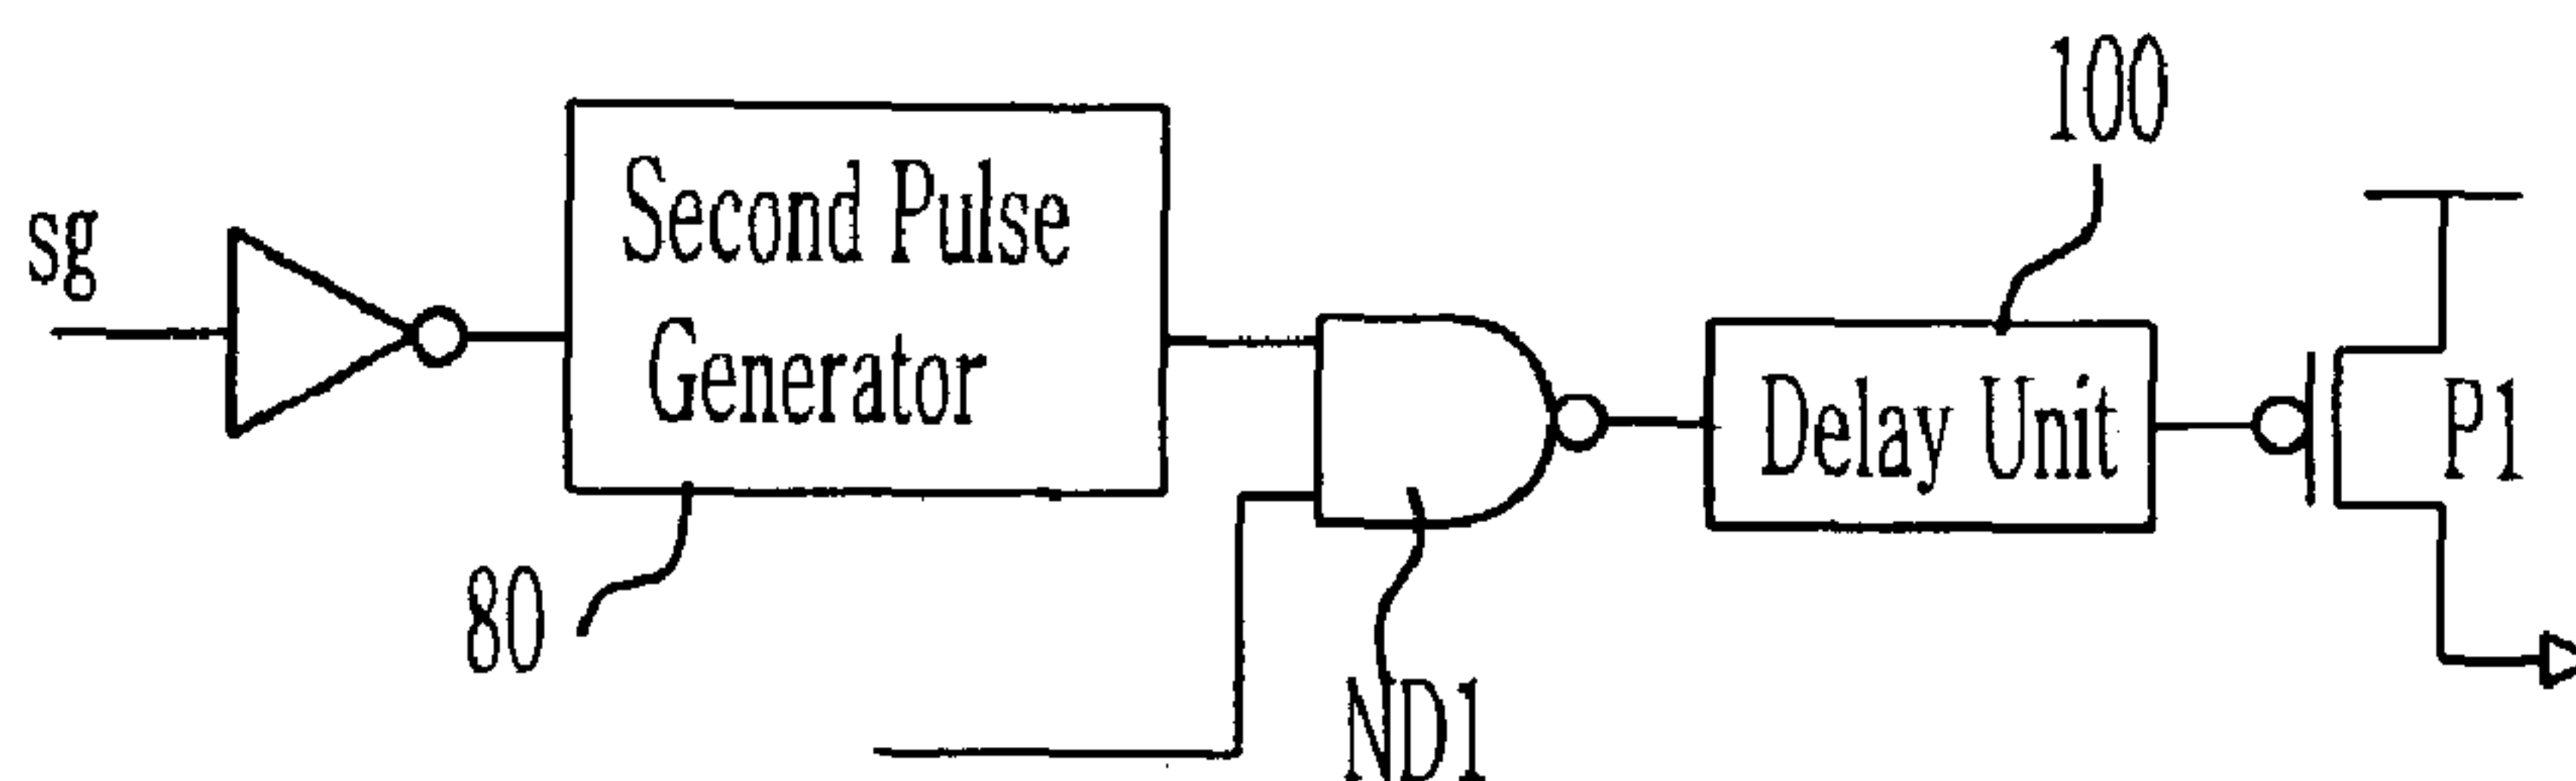 100
sg
Second Pulse
Generator
Delay Unit
P1
80
ND1